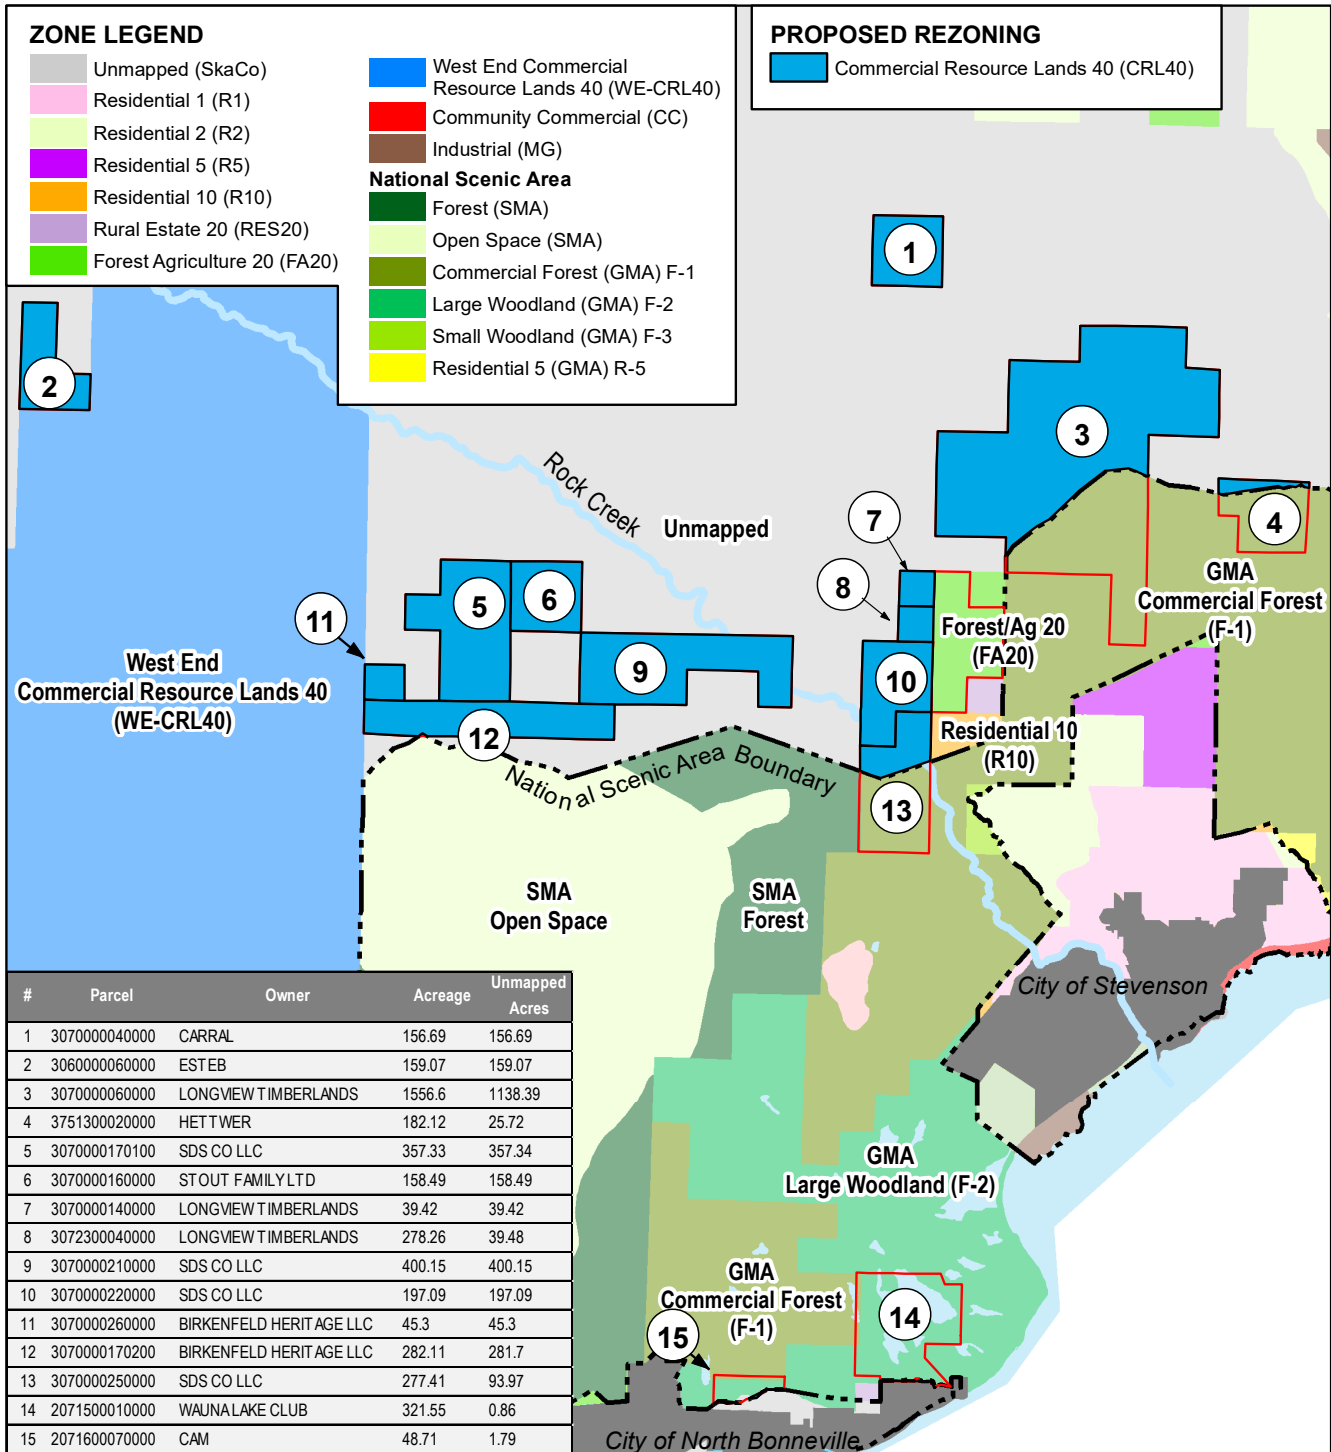 ZONE LEGEND
Unmapped (SkaCo)
Residential 1 (R1)
Residential 2 (R2)
Residential 5 (R5)
Residential 10 (R10)
Rural Estate 20 (RES20)
Forest Agriculture 20 (FA20)
West End Commercial
Resource Lands 40 (WE-CRL40)
Community Commercial (CC)
Industrial (MG)
National Scenic Area
Forest (SMA)
Open Space (SMA)
Commercial Forest (GMA) F-1
Large Woodland (GMA) F-2
Small Woodland (GMA) F-3
Residential 5 (GMA) R-5
PROPOSED REZONING
Commercial Resource Lands 40 (CRL40)
1
2
3
4
Rock Creek
Unmapped
7
8
5
6
GMA
Commercial Forest
(F-1)
11
Forest/Ag 20
(FA20)
9
10
West End
Commercial Resource Lands 40
(WE-CRL40)
12
Residential 10
(R10)
National Scenic Area Boundary
13
SMA
Open Space
SMA
Forest
City of Stevenson
GMA
Large Woodland (F-2)
GMA
Commercial Forest
(F-1)
14
15
City of North Bonneville
# Parcel Owner Acreage Unmapped Acres
1 3070000040000 CARRAL 156.69 156.69
2 3060000060000 ESTEB 159.07 159.07
3 3070000060000 LONGVIEW TIMBERLANDS 1556.6 1138.39
4 3751300020000 HETTWER 182.12 25.72
5 3070000170100 SDS CO LLC 357.33 357.34
6 3070000160000 STOUT FAMILY LTD 158.49 158.49
7 3070000140000 LONGVIEW TIMBERLANDS 39.42 39.42
8 3072300040000 LONGVIEW TIMBERLANDS 278.26 39.48
9 3070000210000 SDS CO LLC 400.15 400.15
10 3070000220000 SDS CO LLC 197.09 197.09
11 3070000260000 BIRKENFELD HERITAGE LLC 45.3 45.3
12 3070000170200 BIRKENFELD HERITAGE LLC 282.11 281.7
13 3070000250000 SDS CO LLC 277.41 93.97
14 2071500010000 WAUNA LAKE CLUB 321.55 0.86
15 2071600070000 CAM 48.71 1.79